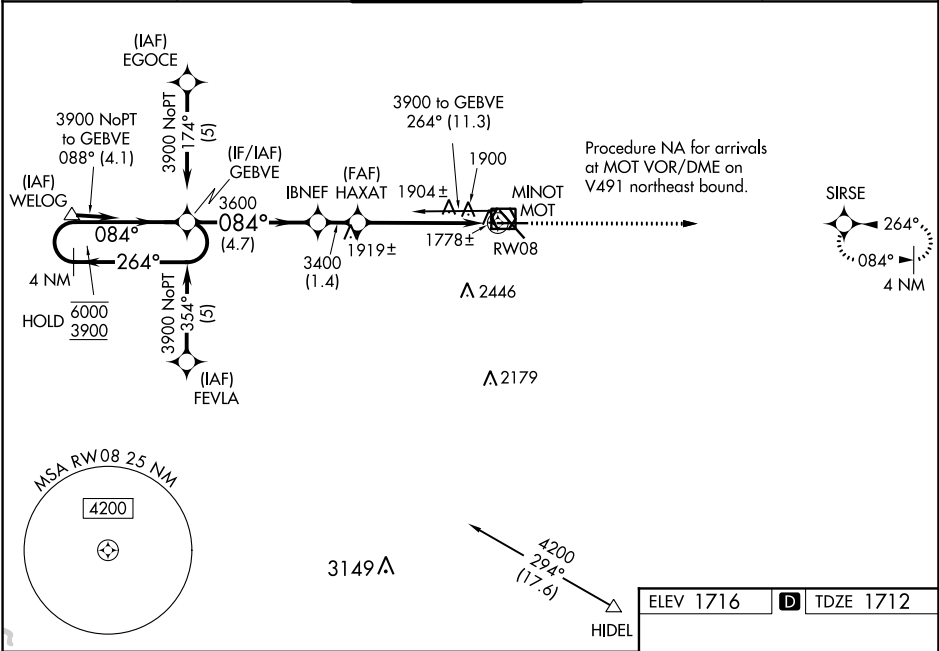 (IAF)
EGOCE
3900 NoPT
174°
(5)
3900 NoPT
to GEBVE
088° (4.1)
(IAF)
WELOG
(IF/IAF)
GEBVE
3600
084°
(4.7)
084°
264°
4 NM
HOLD
6000
3900
3900 NoPT
354°
(5)
(IAF)
FEVLA
IBNEF
(FAF)
HAXAT
3400
(1.4)
1919±
3900 to GEBVE
264° (11.3)
1900
1904±
1778±
MINOT
MOT
RW08
Procedure NA for arrivals
at MOT VOR/DME on
V491 northeast bound.
SIRSE
264°
084°
4 NM
2446
2179
MSA RW08 25 NM
4200
3149
4200
294°
(17.6)
HIDEL
ELEV 1716 D TDZE 1712